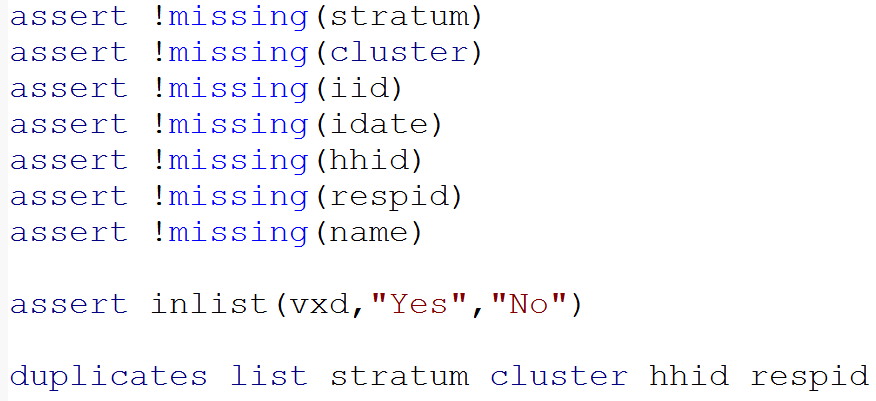 assert !missing(stratum)
assert !missing(cluster)
assert !missing(iid)
assert !missing(idate)
assert !missing(hhid)
assert !missing(respid)
assert !missing(name)
assert inlist(vxd,"Yes","No")
duplicates list stratum cluster hhid respid